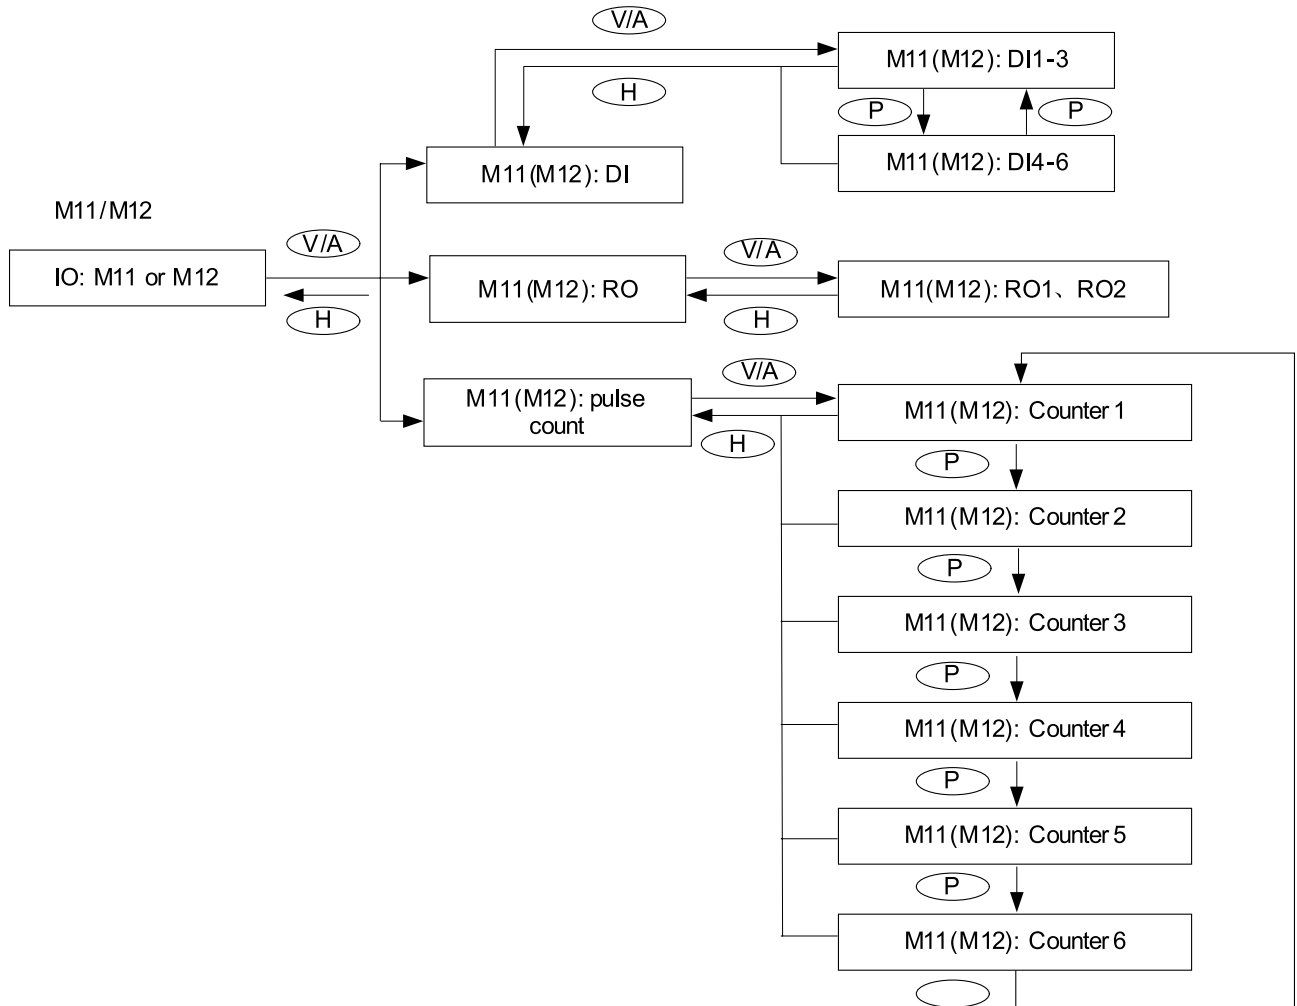 V/A
M11(M12): DI1-3
H
P
P
M11(M12): DI4-6
M11(M12): DI
M11/M12
V/A
IO: M11 or M12
H
V/A
M11(M12): RO
M11(M12): RO1、RO2
H
V/A
M11(M12): pulse
count
M11(M12): Counter 1
H
P
M11(M12): Counter 2
P
M11(M12): Counter 3
P
M11(M12): Counter 4
P
M11(M12): Counter 5
P
M11(M12): Counter 6